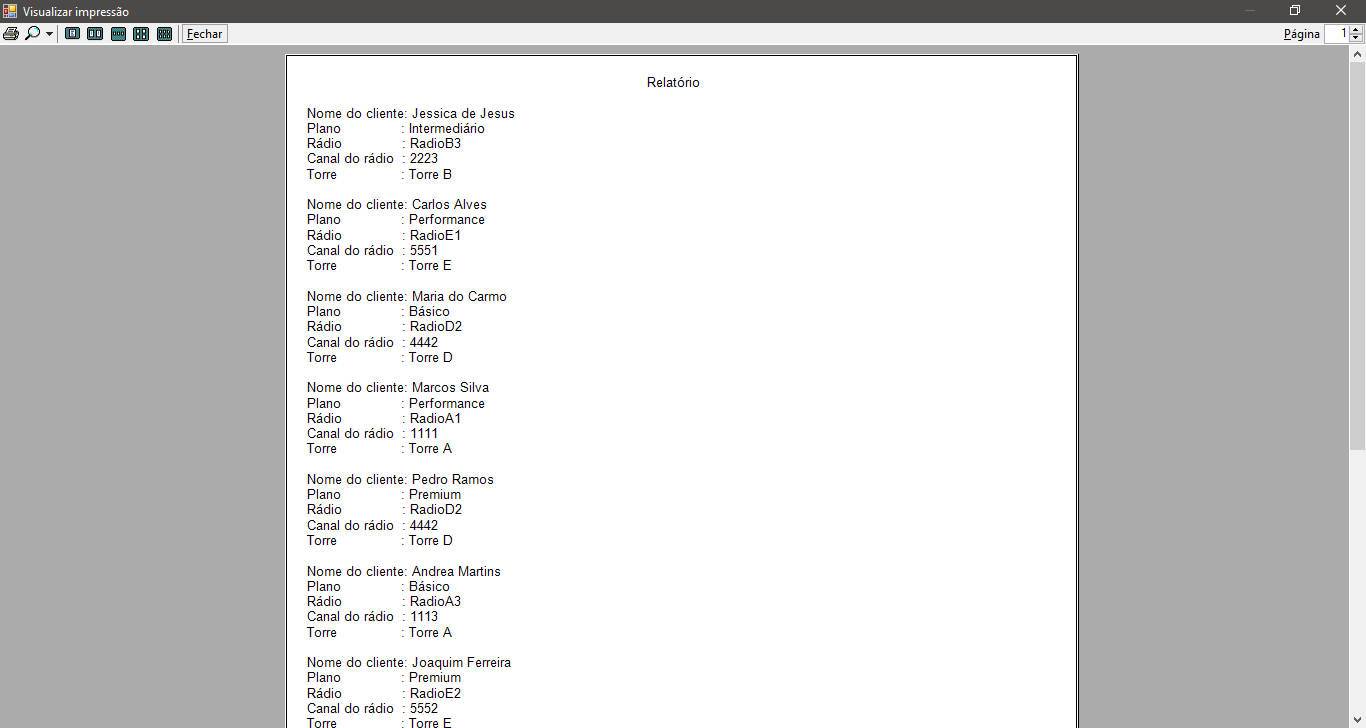 Visualizar impressão
Fechar
Página 1
Relatório
Nome do cliente: Jessica de Jesus
Plano : Intermediário
Rádio : RadioB3
Canal do rádio : 2223
Torre : Torre B
Nome do cliente: Carlos Alves
Plano : Performance
Rádio : RadioE1
Canal do rádio : 5551
Torre : Torre E
Nome do cliente: Maria do Carmo
Plano : Básico
Rádio : RadioD2
Canal do rádio : 4442
Torre : Torre D
Nome do cliente: Marcos Silva
Plano : Performance
Rádio : RadioA1
Canal do rádio : 1111
Torre : Torre A
Nome do cliente: Pedro Ramos
Plano : Premium
Rádio : RadioD2
Canal do rádio : 4442
Torre : Torre D
Nome do cliente: Andrea Martins
Plano : Básico
Rádio : RadioA3
Canal do rádio : 1113
Torre : Torre A
Nome do cliente: Joaquim Ferreira
Plano : Premium
Rádio : RadioE2
Canal do rádio : 5552
Torre : Torre E